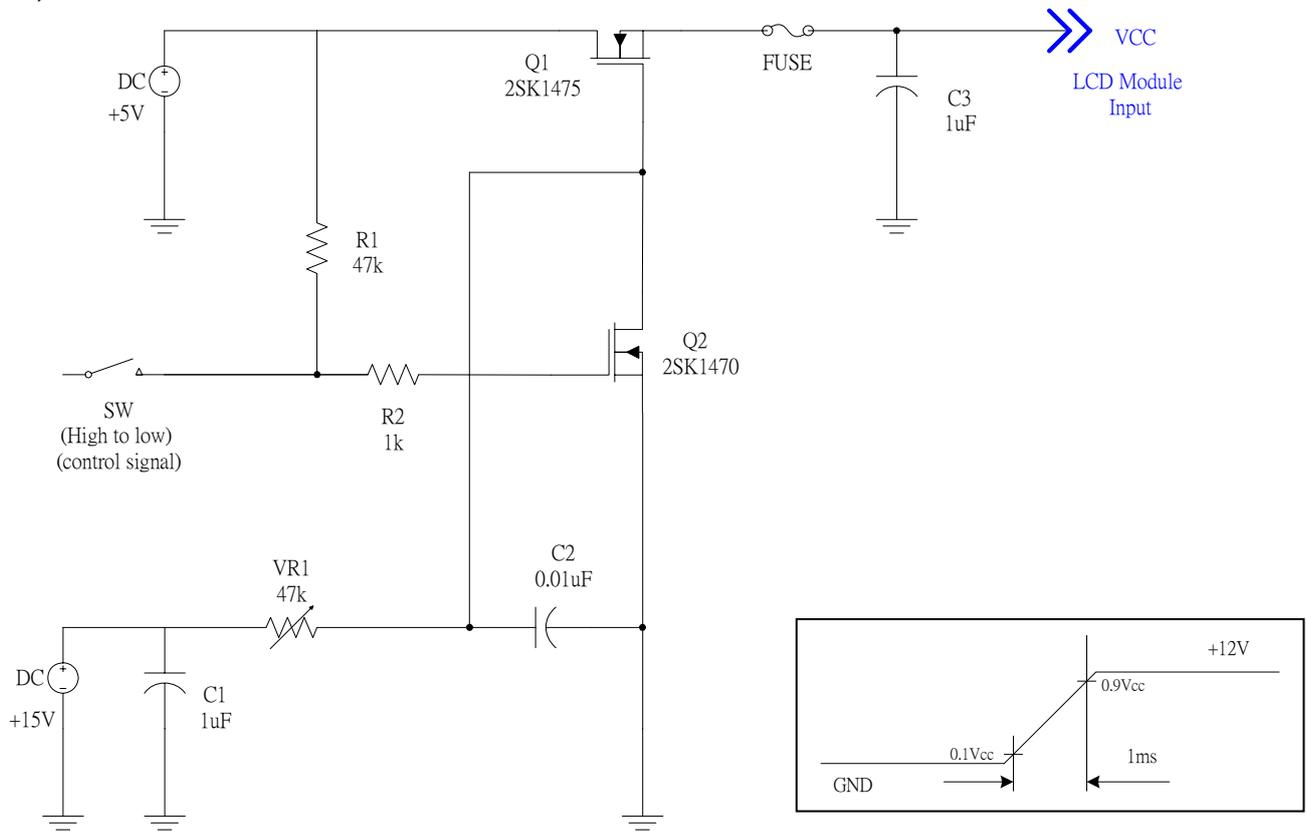 Q1
2SK1475
FUSE
VCC
LCD Module
Input
DC
+
−
+5V
C3
1uF
R1
47k
Q2
2SK1470
SW
(High to low)
(control signal)
R2
1k
C2
0.01uF
VR1
47k
DC
+
−
+15V
C1
1uF
+12V
0.9Vcc
0.1Vcc
1ms
GND